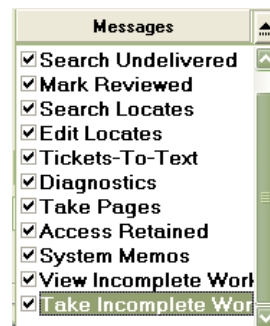 Messages
Search Undelivered
Mark Reviewed
Search Locates
Edit Locates
Tickets-To-Text
Diagnostics
Take Pages
Access Retained
System Memos
View Incomplete Worl
Take Incomplete Wor